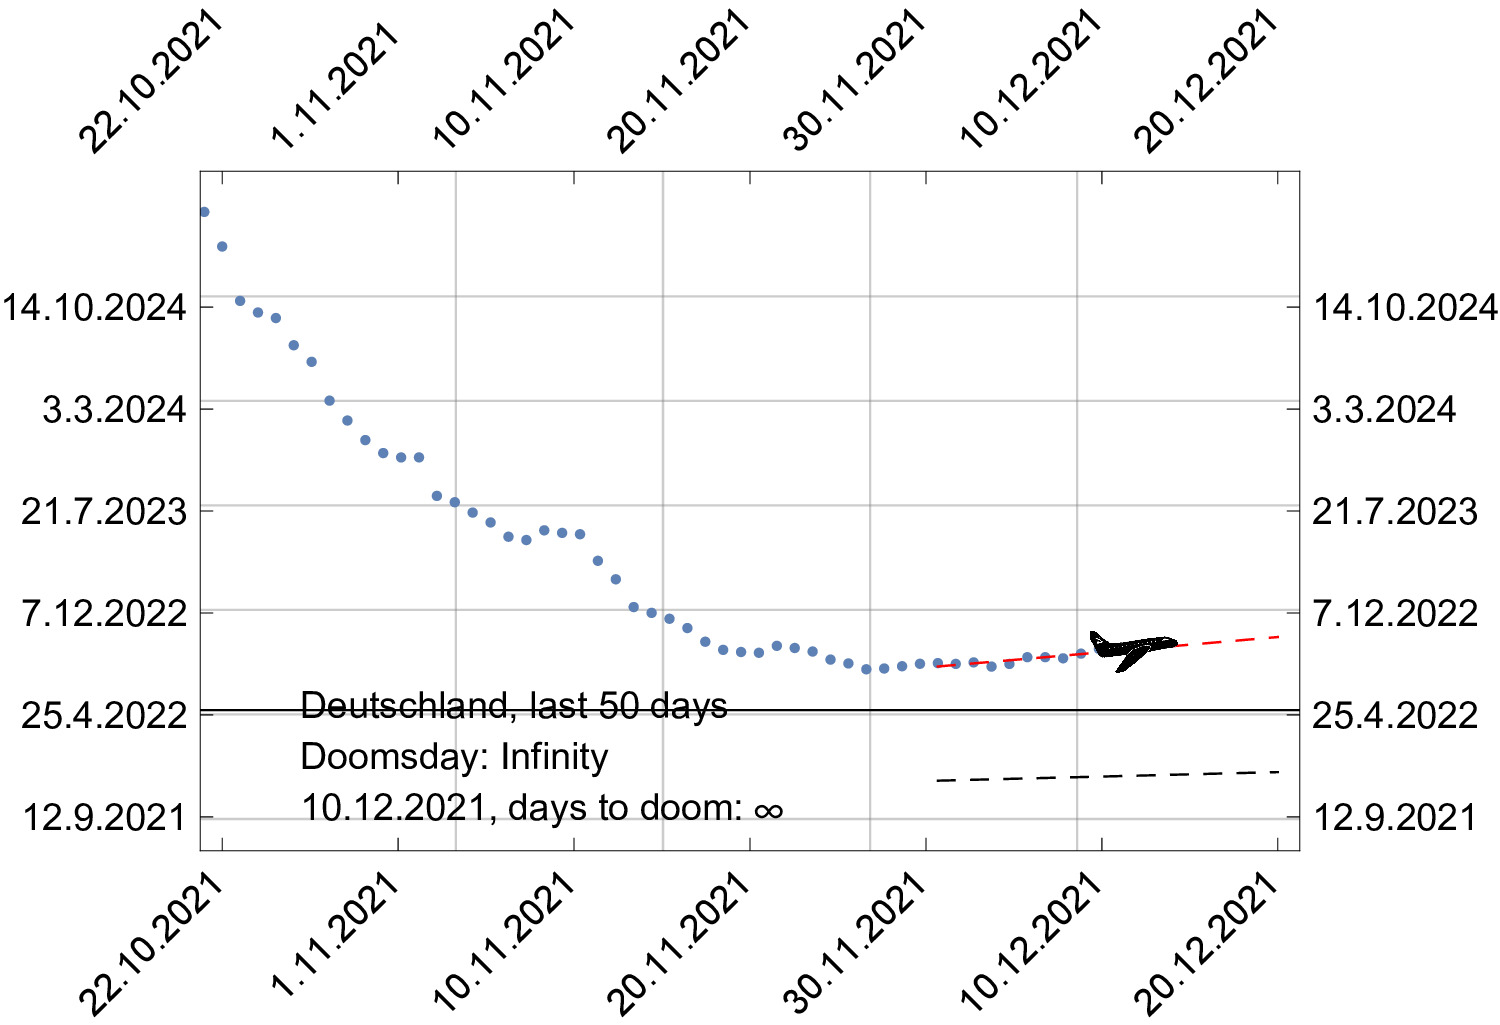 22.10.2021 1.11.2021 10.11.2021 20.11.2021 30.11.2021 10.12.2021 20.12.2021
14.10.2024 14.10.2024
3.3.2024 3.3.2024
21.7.2023 21.7.2023
7.12.2022 7.12.2022
Deutschland, last 50 days
25.4.2022 25.4.2022
Doomsday: Infinity
10.12.2021, days to doom: ∞
12.9.2021 12.9.2021
22.10.2021 1.11.2021 10.11.2021 20.11.2021 30.11.2021 10.12.2021 20.12.2021